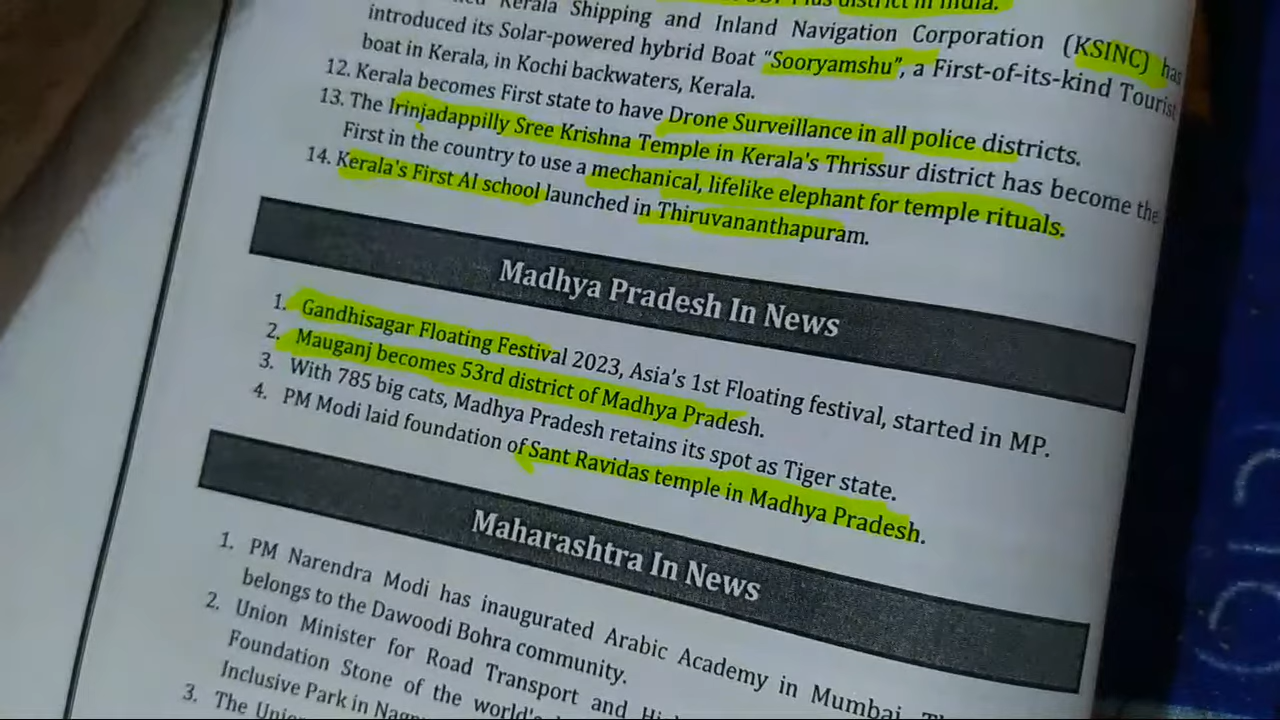 district in India.
Kerala Shipping and Inland Navigation Corporation (KSINC) has
introduced its Solar-powered hybrid Boat “Sooryamshu”, a First-of-its-kind Tourist
boat in Kerala, in Kochi backwaters, Kerala.
12. Kerala becomes First state to have Drone Surveillance in all police districts.
13. The Irinjadappilly Sree Krishna Temple in Kerala's Thrissur district has become the
First in the country to use a mechanical, lifelike elephant for temple rituals.
14. Kerala's First AI school launched in Thiruvananthapuram.
Madhya Pradesh In News
1. Gandhisagar Floating Festival 2023, Asia's 1st Floating festival, started in MP.
2. Mauganj becomes 53rd district of Madhya Pradesh.
3. With 785 big cats, Madhya Pradesh retains its spot as Tiger state.
4. PM Modi laid foundation of Sant Ravidas temple in Madhya Pradesh.
Maharashtra In News
1. PM Narendra Modi has inaugurated Arabic Academy in Mumbai.
belongs to the Dawoodi Bohra community.
2. Union Minister for Road Transport and
Foundation Stone of the world's
Inclusive Park in
3. The